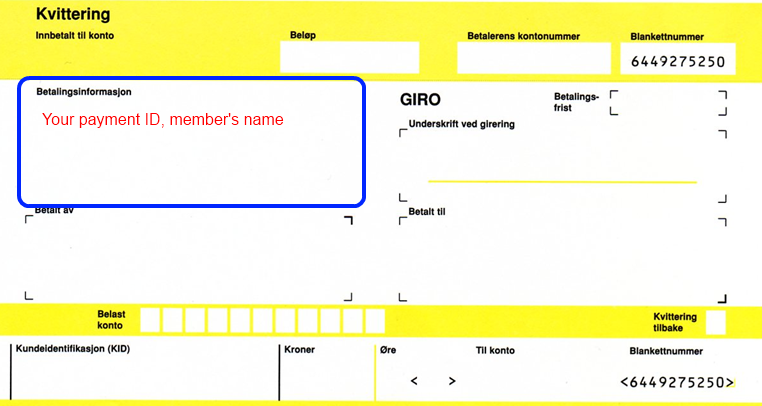 Kvittering
Innbetalt til konto
Beløp
Betalerens kontonummer
Blankettnummer
6449275250
Betalingsinformasjon
Your payment ID, member's name
GIRO
Betalings-
frist
Underskrift ved girering
Betalt av
Betalt til
Belast
konto
Kvittering
tilbake
Kundeidentifikasjon (KID)
Kroner
Øre
Til konto
Blankettnummer
< >
<6449275250>